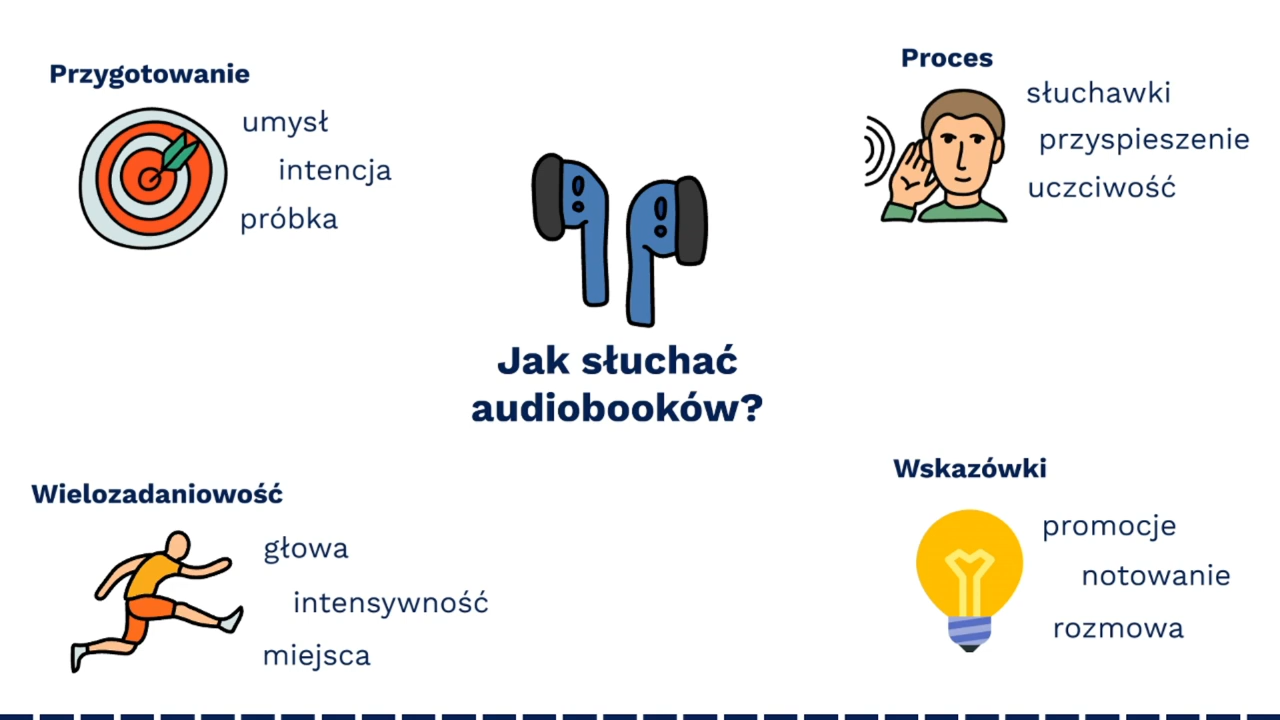 Przygotowanie
umysł
intencja
próbka
Proces
słuchawki
przyspieszenie
uczciwość
Jak słuchać
audiobooków?
Wielozadaniowość
głowa
intensywność
miejsca
Wskazówki
promocje
notowanie
rozmowa